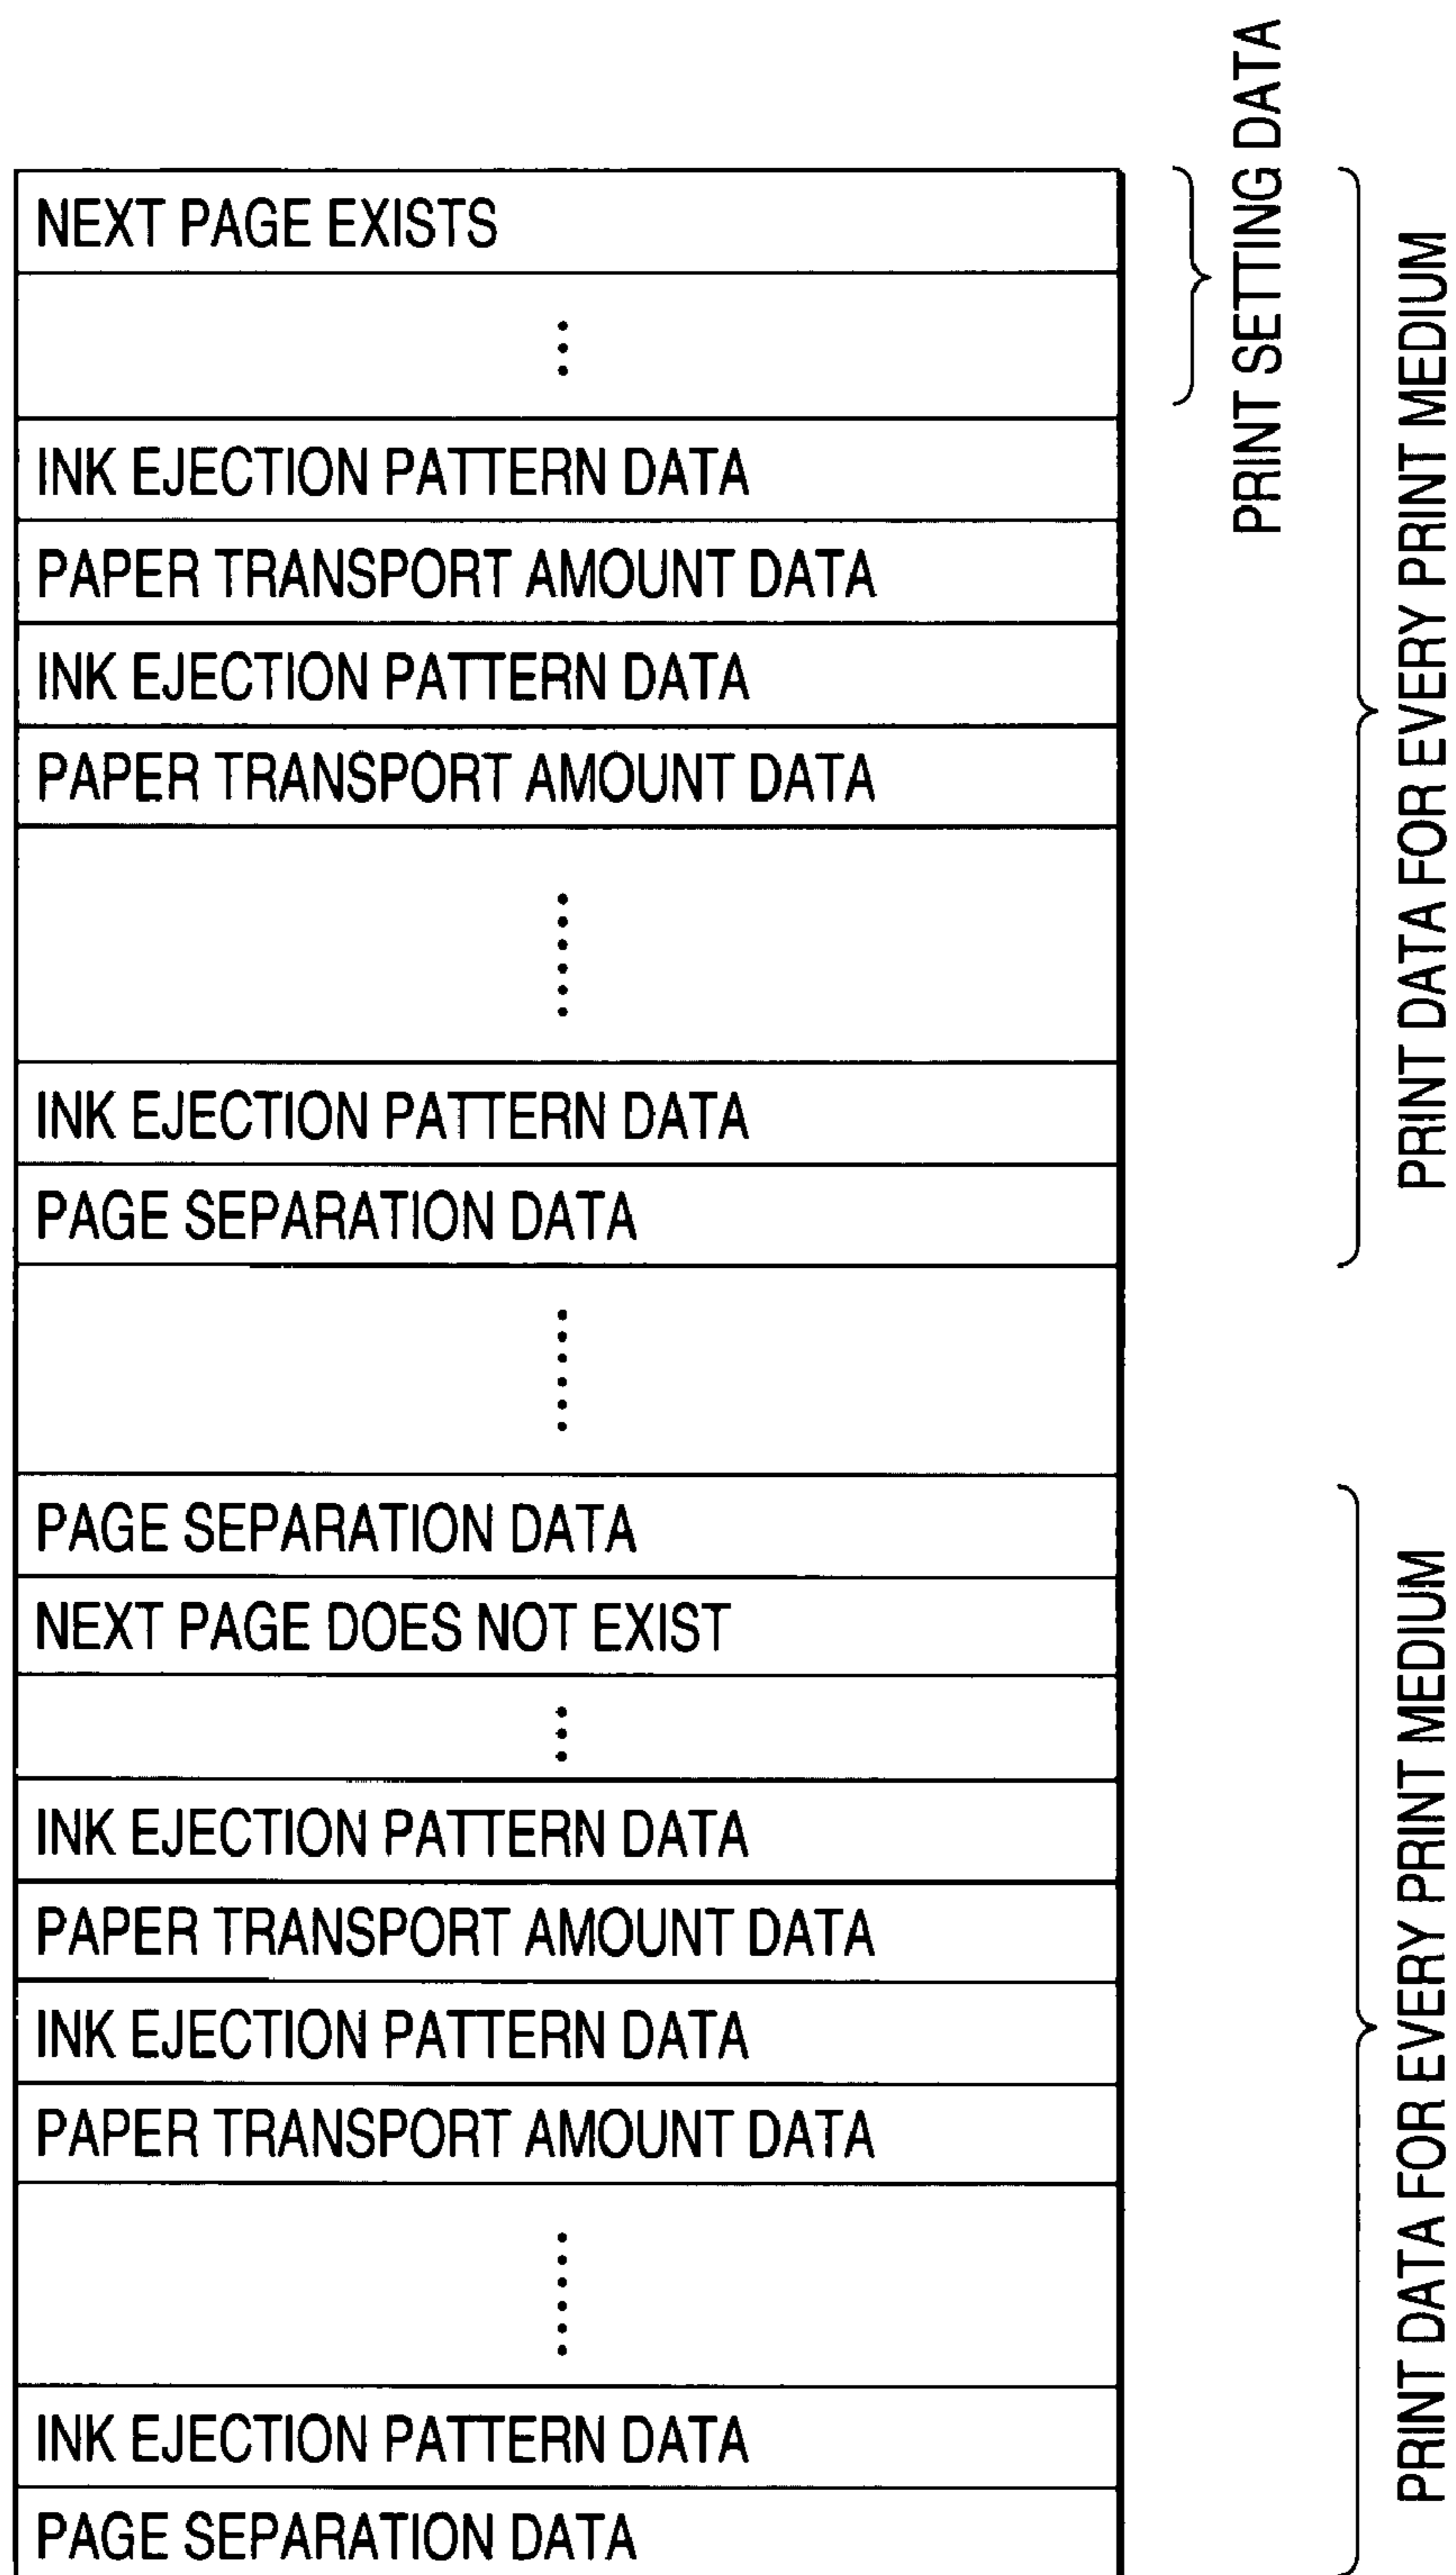 NEXT PAGE EXISTS
INK EJECTION PATTERN DATA
PAPER TRANSPORT AMOUNT DATA
INK EJECTION PATTERN DATA
PAPER TRANSPORT AMOUNT DATA
INK EJECTION PATTERN DATA
PAGE SEPARATION DATA
PAGE SEPARATION DATA
NEXT PAGE DOES NOT EXIST
INK EJECTION PATTERN DATA
PAPER TRANSPORT AMOUNT DATA
INK EJECTION PATTERN DATA
PAPER TRANSPORT AMOUNT DATA
INK EJECTION PATTERN DATA
PAGE SEPARATION DATA
PRINT SETTING DATA
PRINT DATA FOR EVERY PRINT MEDIUM
PRINT DATA FOR EVERY PRINT MEDIUM